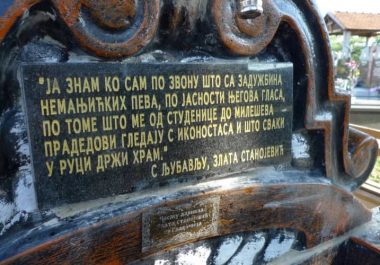 "ЈА ЗНАМ КО САМ ПО ЗВОНУ ШТО СА ЗАДУЖБИНА
НЕМАЊИЋКИХ ПЕВА, ПО ЈАСНОСТИ ЊЕГОВА ГЛАСА,
ПО ТОМЕ ШТО МЕ ОД СТУДЕНИЦЕ ДО МИЛЕШЕВА
ПРАДЕДОВИ ГЛЕДАЈУ С ИКОНОСТАСА И ШТО СВАКИ
У РУЦИ ДРЖИ ХРАМ."
С ЉУБАВЉУ, ЗЛАТА СТАНОЈЕВИЋ